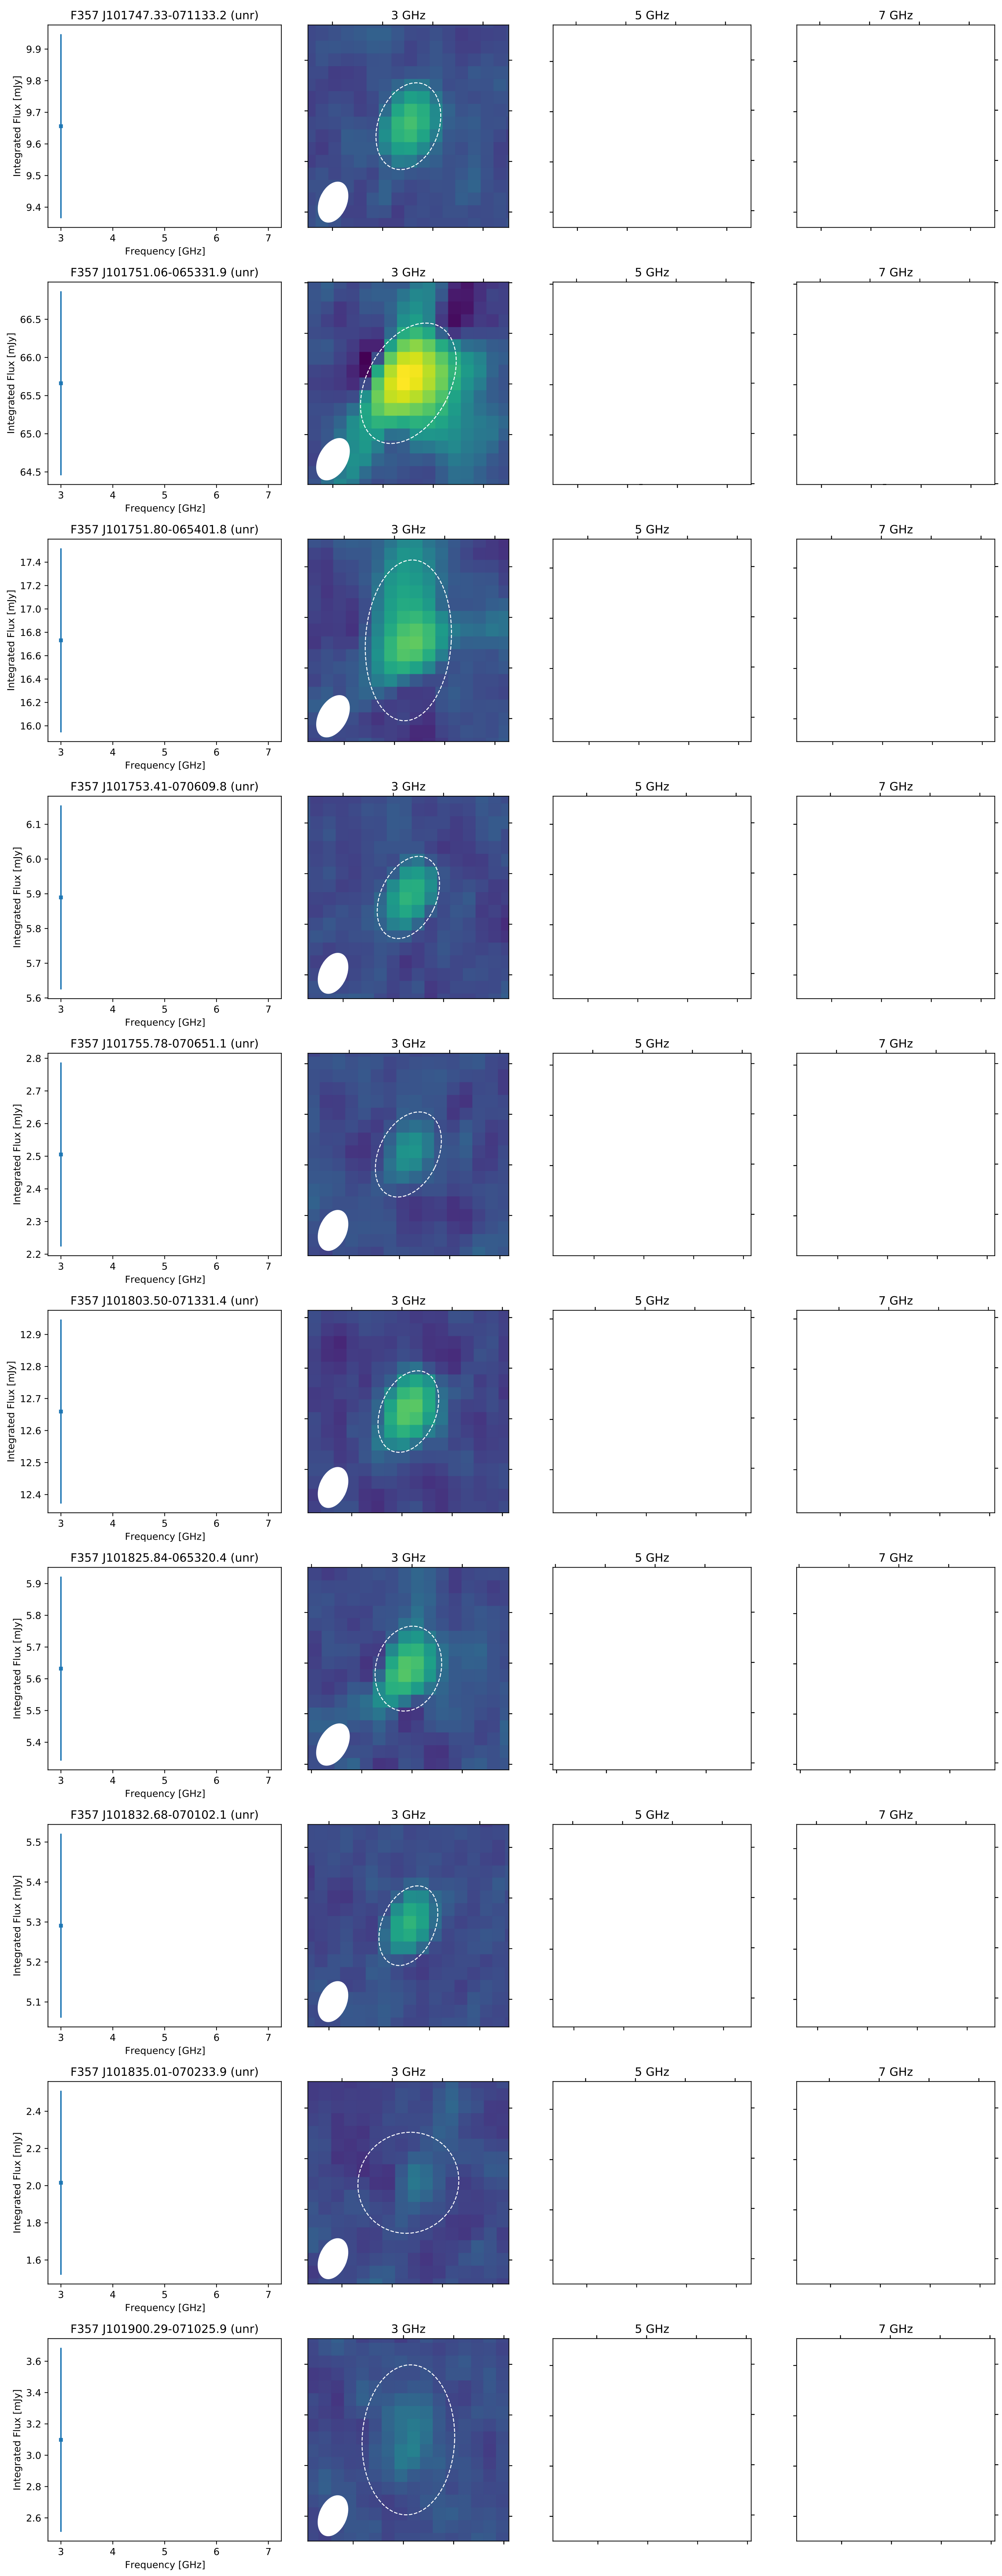 F357 J101747.33-071133.2 (unr) 3 GHz 5 GHz 7 GHz
Integrated Flux [mJy]
9.9
9.8
9.7
9.6
9.5
9.4
3 4 5 6 7
Frequency [GHz]
F357 J101751.06-065331.9 (unr) 3 GHz 5 GHz 7 GHz
Integrated Flux [mJy]
66.5
66.0
65.5
65.0
64.5
3 4 5 6 7
Frequency [GHz]
F357 J101751.80-065401.8 (unr) 3 GHz 5 GHz 7 GHz
Integrated Flux [mJy]
17.4
17.2
17.0
16.8
16.6
16.4
16.2
16.0
3 4 5 6 7
Frequency [GHz]
F357 J101753.41-070609.8 (unr) 3 GHz 5 GHz 7 GHz
Integrated Flux [mJy]
6.1
6.0
5.9
5.8
5.7
5.6
3 4 5 6 7
Frequency [GHz]
F357 J101755.78-070651.1 (unr) 3 GHz 5 GHz 7 GHz
Integrated Flux [mJy]
2.8
2.7
2.6
2.5
2.4
2.3
2.2
3 4 5 6 7
Frequency [GHz]
F357 J101803.50-071331.4 (unr) 3 GHz 5 GHz 7 GHz
Integrated Flux [mJy]
12.9
12.8
12.7
12.6
12.5
12.4
3 4 5 6 7
Frequency [GHz]
F357 J101825.84-065320.4 (unr) 3 GHz 5 GHz 7 GHz
Integrated Flux [mJy]
5.9
5.8
5.7
5.6
5.5
5.4
3 4 5 6 7
Frequency [GHz]
F357 J101832.68-070102.1 (unr) 3 GHz 5 GHz 7 GHz
Integrated Flux [mJy]
5.5
5.4
5.3
5.2
5.1
3 4 5 6 7
Frequency [GHz]
F357 J101835.01-070233.9 (unr) 3 GHz 5 GHz 7 GHz
Integrated Flux [mJy]
2.4
2.2
2.0
1.8
1.6
3 4 5 6 7
Frequency [GHz]
F357 J101900.29-071025.9 (unr) 3 GHz 5 GHz 7 GHz
Integrated Flux [mJy]
3.6
3.4
3.2
3.0
2.8
2.6
3 4 5 6 7
Frequency [GHz]